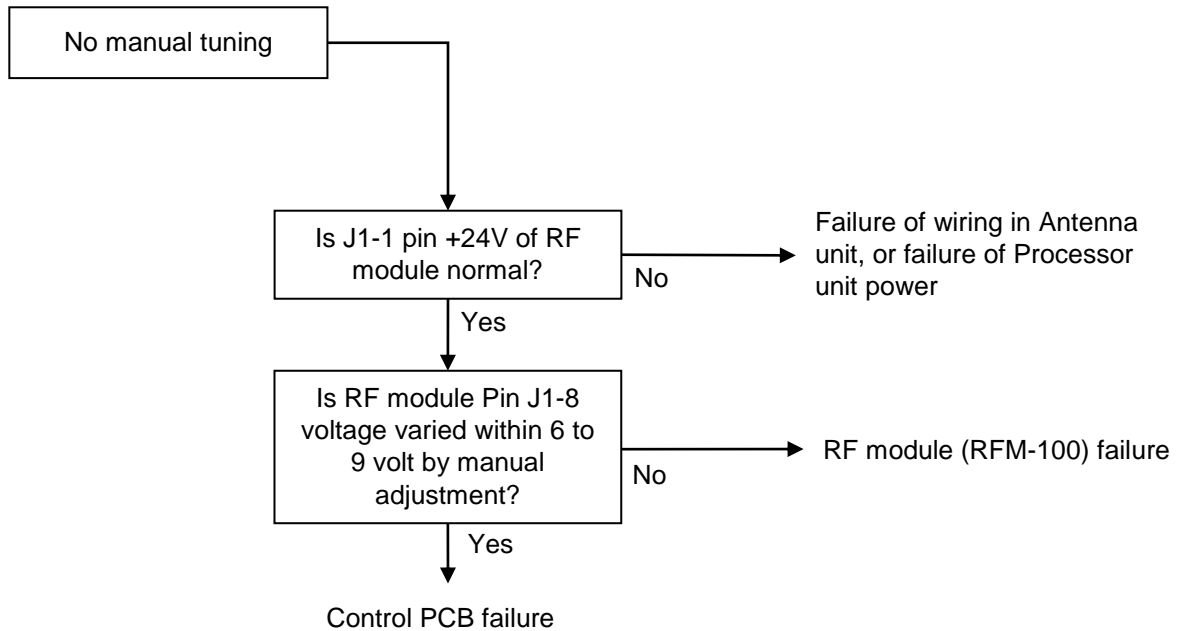 No manual tuning
Is J1-1 pin +24V of RF
module normal?
No
Failure of wiring in Antenna
unit, or failure of Processor
unit power
Yes
Is RF module Pin J1-8
voltage varied within 6 to
9 volt by manual
adjustment?
No
RF module (RFM-100) failure
Yes
Control PCB failure